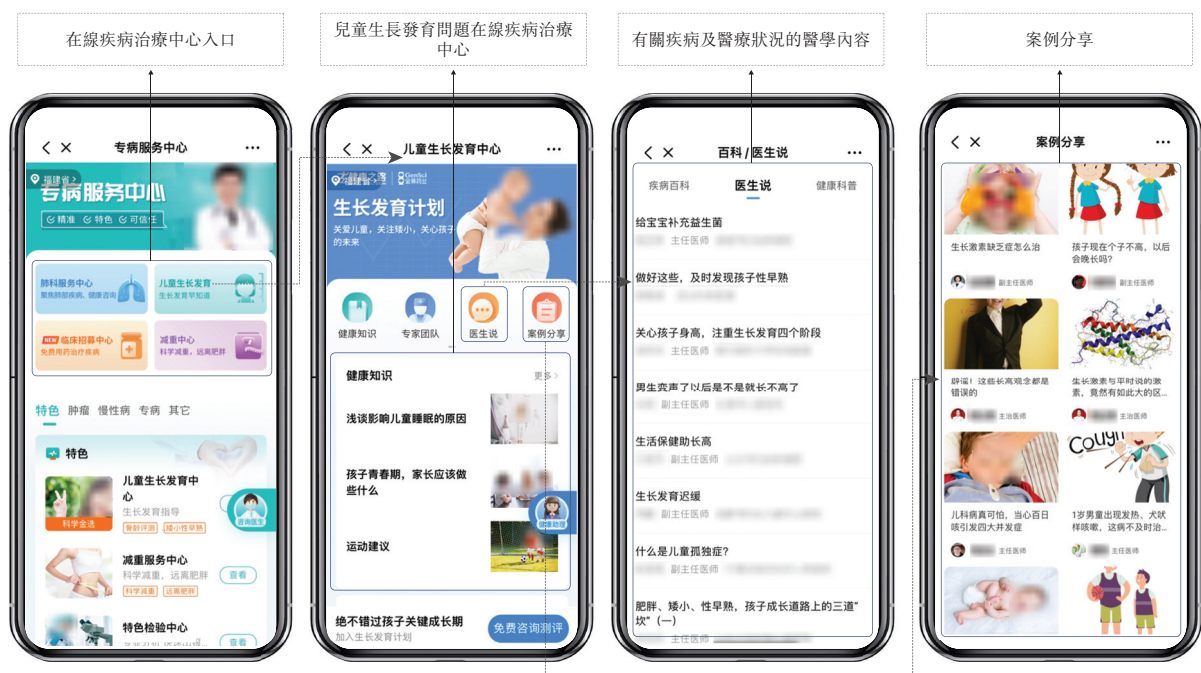 在線疾病治療中心入口
兒童生長發育問題在線疾病治療
中心
有關疾病及醫療狀況的醫學內容
案例分享
专病服务中心
福建省
专病服务中心
精准 特色 可信任
肺科服务中心
聚焦肺部疾病、健康咨询
儿童生长发育
生长发育早知道
NEW 临床招募中心
免费用药治疗疾病
减重中心
科学减重，远离肥胖
特色 肿瘤 慢性病 专病 其它
特色
儿童生长发育中
心
生长发育指导
骨龄评测 矮小性早熟
科学金选
咨询医生
减重服务中心
科学减重，远离肥胖
科学减重 远离肥胖
查看
特色检验中心
查看
儿童生长发育中心
福建省
GenSci
金赛药业
生长发育计划
关爱儿童，关注矮小，关心孩子
的未来
健康知识
专家团队
医生说
案例分享
健康知识
更多
浅谈影响儿童睡眠的原因
孩子青春期，家长应该做
些什么
健康助理
运动建议
绝不错过孩子关键成长期
加入生长发育计划
免费咨询测评
百科/医生说
疾病百科
医生说
健康科普
给宝宝补充益生菌
主任医师
做好这些，及时发现孩子性早熟
关心孩子身高，注重生长发育四个阶段
主任医师
男生变声了以后是不是就长不高了
副主任医师
生活保健助长高
副主任医师
生长发育迟缓
副主任医师
什么是儿童孤独症？
副主任医师
肥胖、矮小、性早熟，孩子成长道路上的三道"
坎"（一）
主任医师
案例分享
生长激素缺乏症怎么治
副主任医师
孩子现在个子不高，以后
会晚长吗？
副主任医师
辟谣！这些长高观念都是
错误的
主治医师
生长激素与平时说的激
素，竟然有如此大的区...
主治医师
Cough
儿科病真可怕，当心百日
咳引发四大并发症
主任医师
1岁男童出现发热、犬吠
样咳嗽，这病不及时治...
主任医师